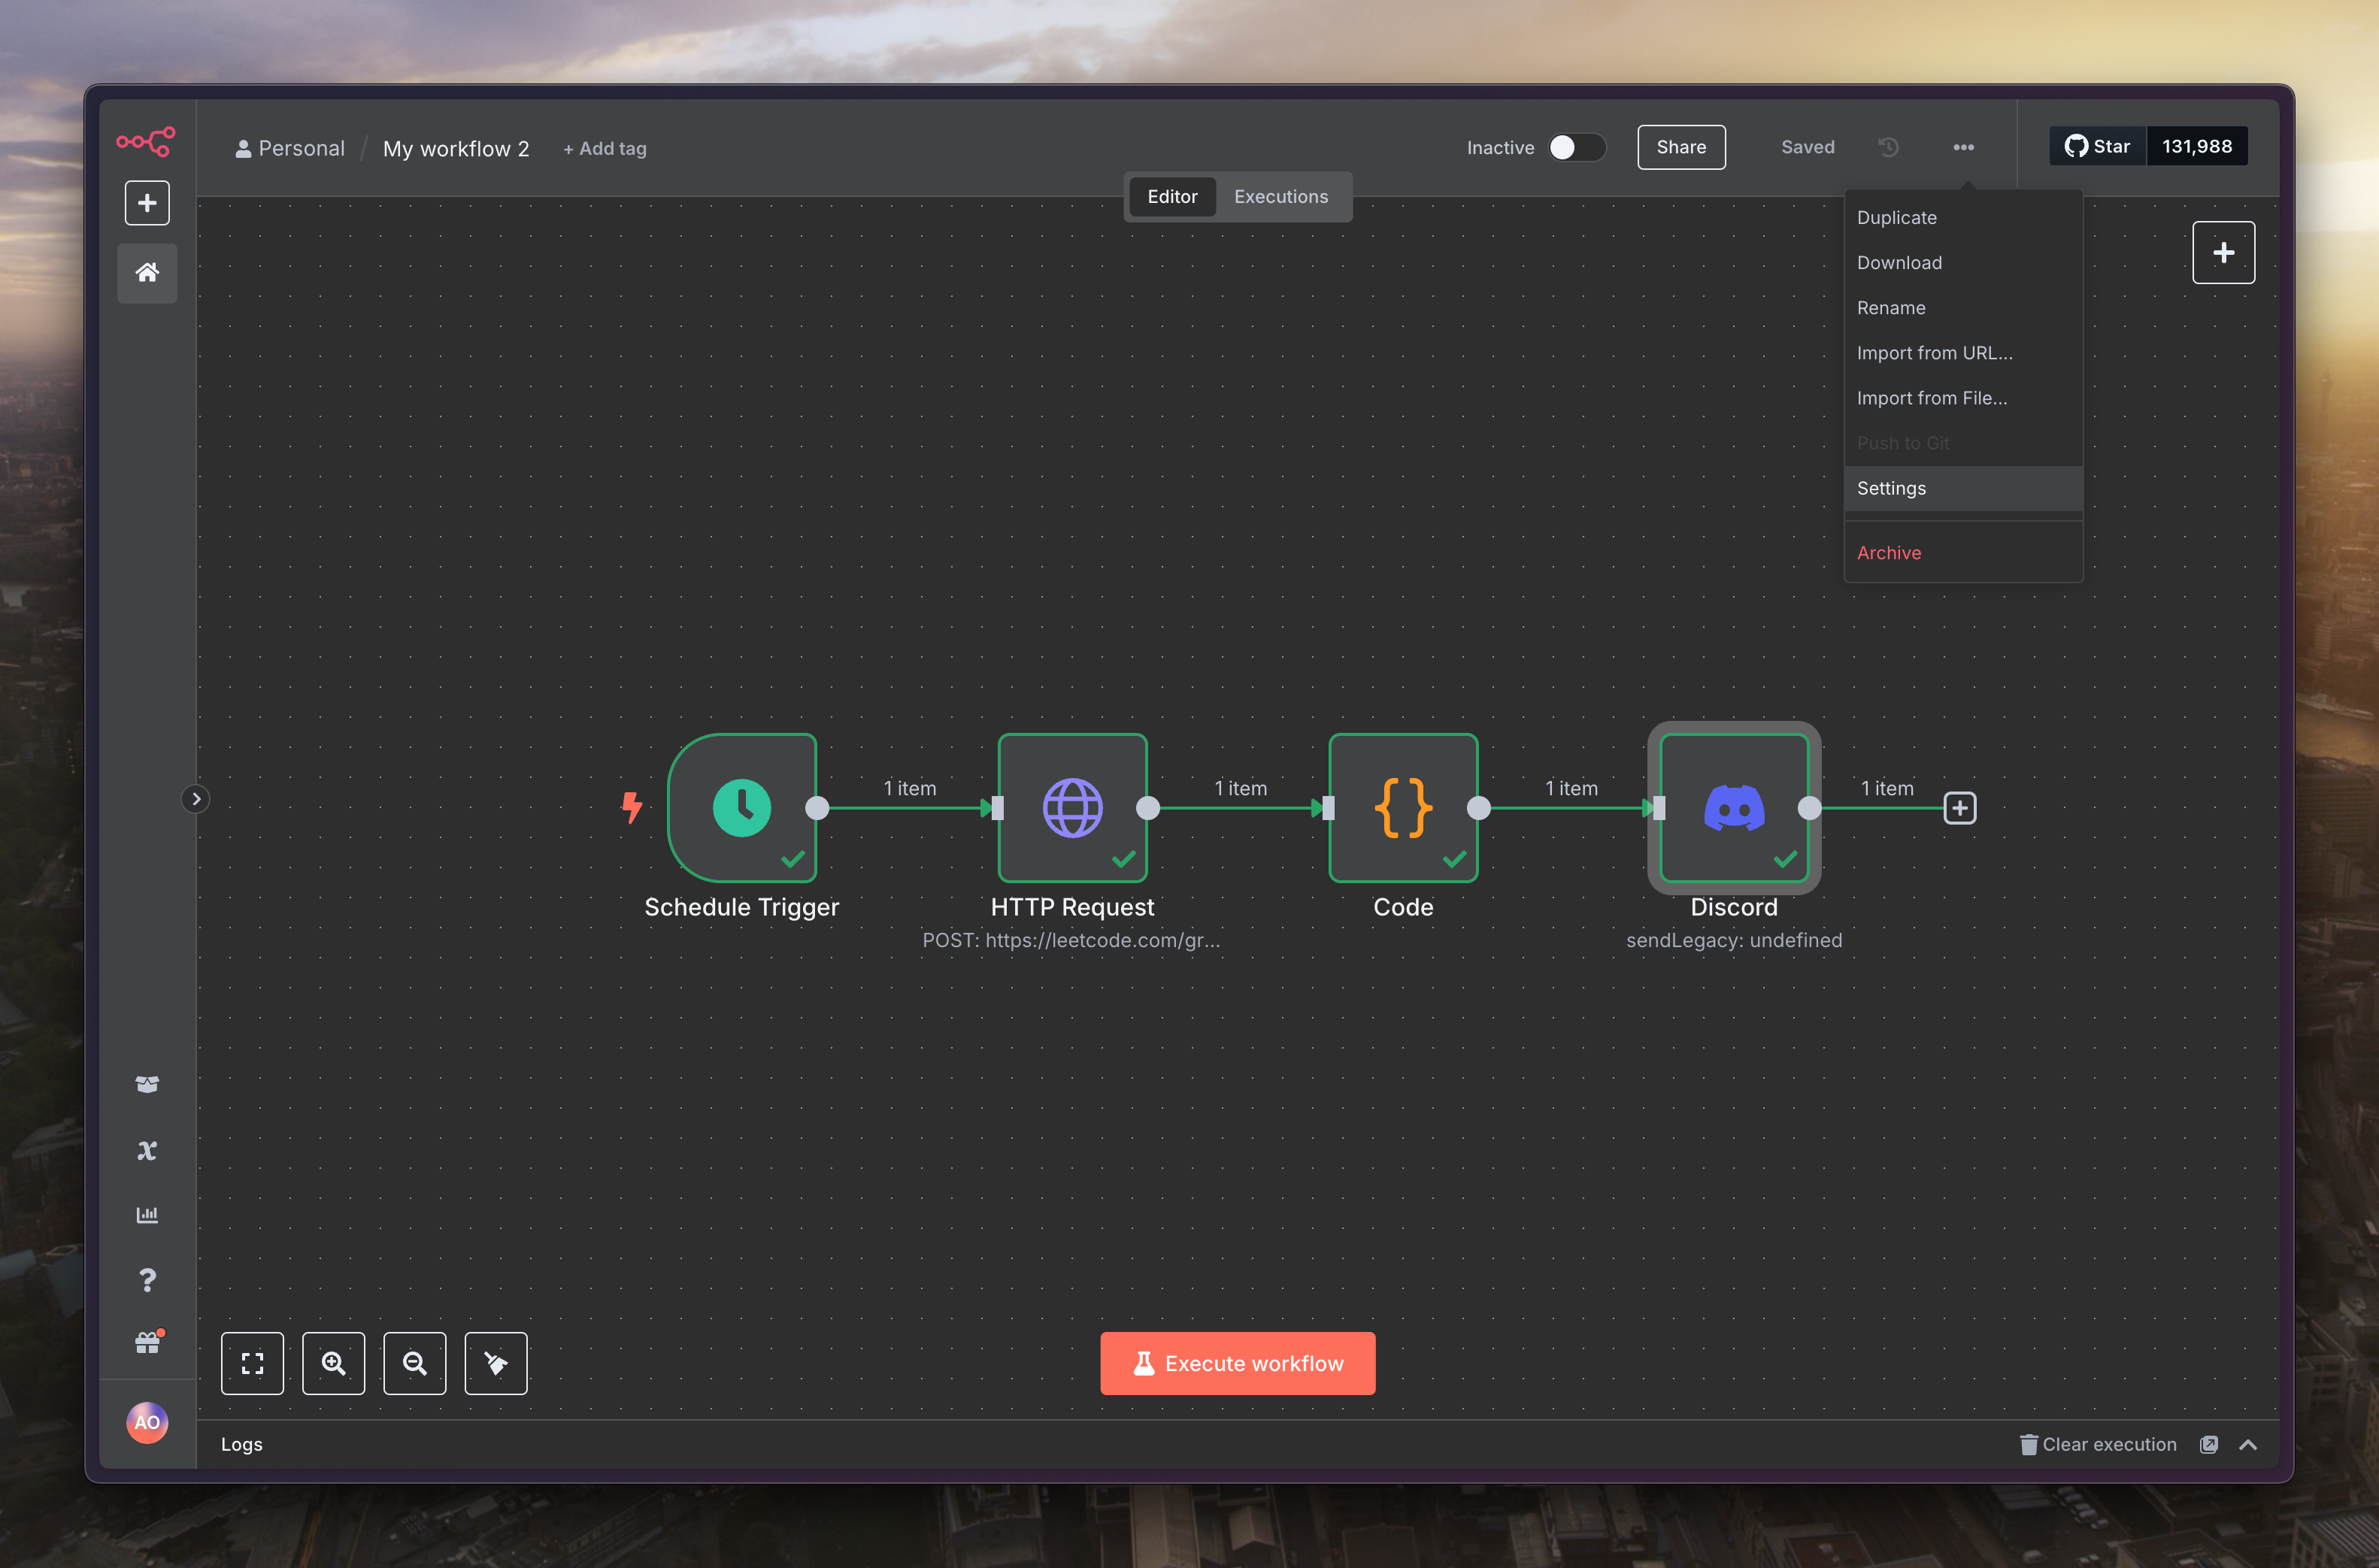 Personal / My workflow 2 + Add tag
Inactive
Share
Saved
Star 131,988
Editor Executions
Duplicate
Download
Rename
Import from URL...
Import from File...
Push to Git
Settings
Archive
1 item
1 item
1 item
1 item
Schedule Trigger
HTTP Request
POST: https://leetcode.com/gr...
Code
Discord
sendLegacy: undefined
Execute workflow
AO
Logs
Clear execution